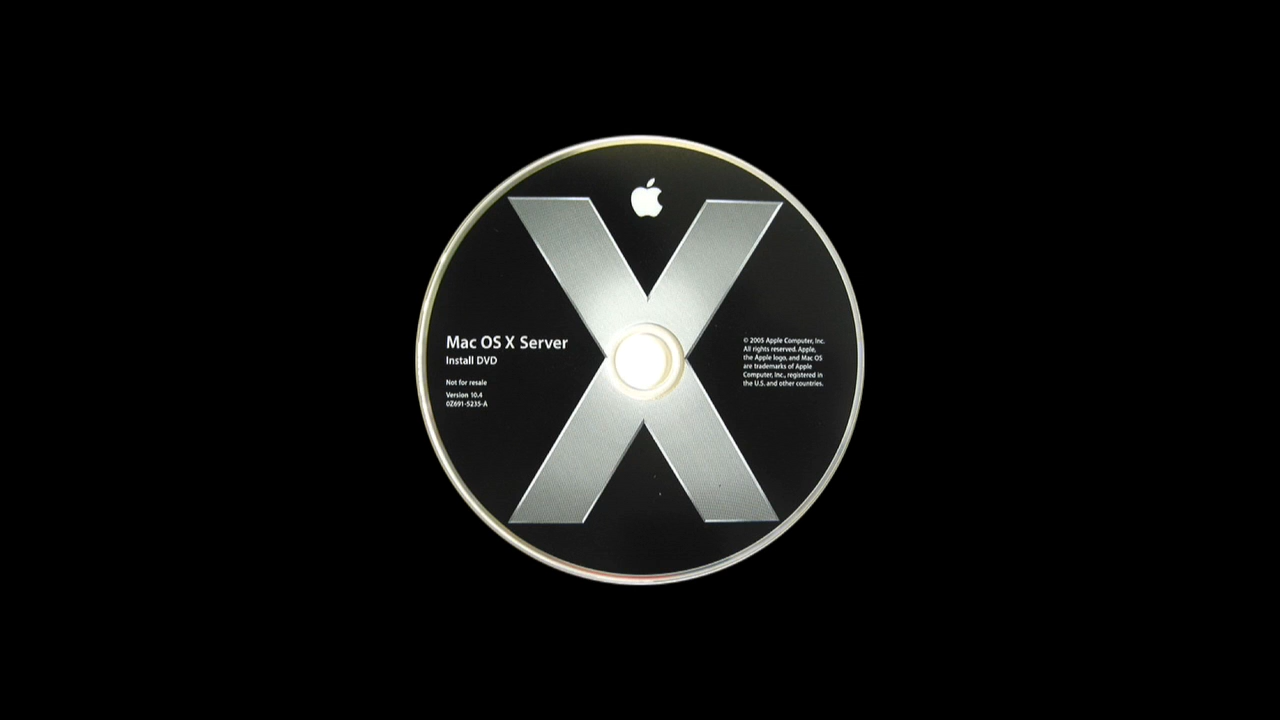 X
Mac OS X Server
Install DVD
Not for resale
Version 10.4
0Z691-5235-A
© 2005 Apple Computer, Inc.
All rights reserved. Apple,
the Apple logo, and Mac OS
are trademarks of Apple
Computer, Inc., registered in
the U.S. and other countries.